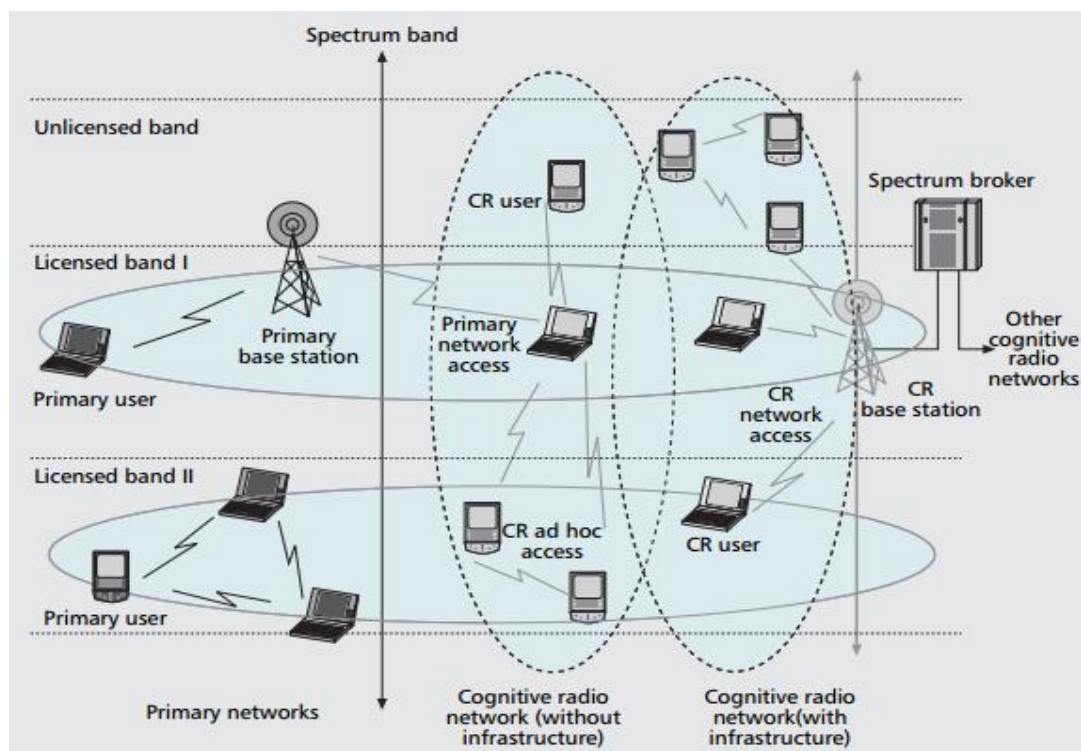 Spectrum band
Unlicensed band
CR user
Spectrum broker
Licensed band I
Primary
base station
Primary
network
access
Primary user
Other
cognitive
radio
networks
CR
network
access
CR
base station
Licensed band II
CR ad hoc
access
CR user
Primary user
Primary networks
Cognitive radio
network (without
infrastructure)
Cognitive radio
network(with
infrastructure)